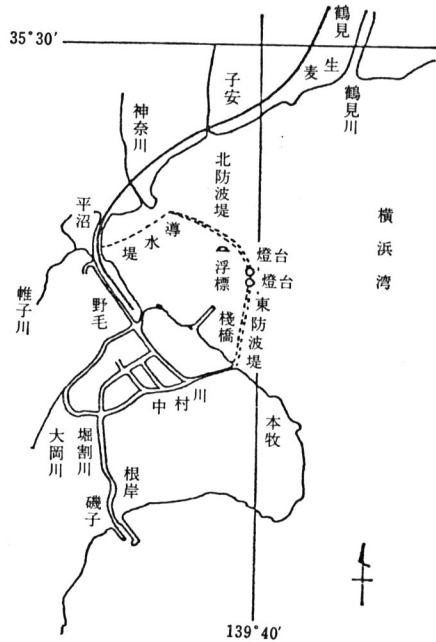 35°30′
鶴見
生麦
鶴見川
子安
神奈川
北防波堤
横浜湾
平沼
導水堤
浮標
燈台
燈台
東防波堤
帷子川
野毛
棧橋
中村川
本牧
大岡川
堀割川
根岸
磯子
139°40′